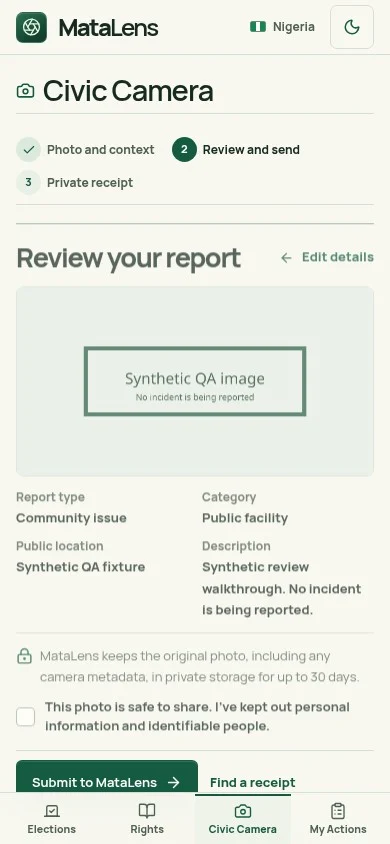 MataLens
Nigeria
Civic Camera
Photo and context
2 Review and send
3 Private receipt
Review your report
← Edit details
Synthetic QA image
No incident is being reported
Report type
Community issue
Category
Public facility
Public location
Synthetic QA fixture
Description
Synthetic review
walkthrough. No incident
is being reported.
MataLens keeps the original photo, including any
camera metadata, in private storage for up to 30 days.
This photo is safe to share. I've kept out personal
information and identifiable people.
Submit to MataLens →
Find a receipt
Elections
Rights
Civic Camera
My Actions